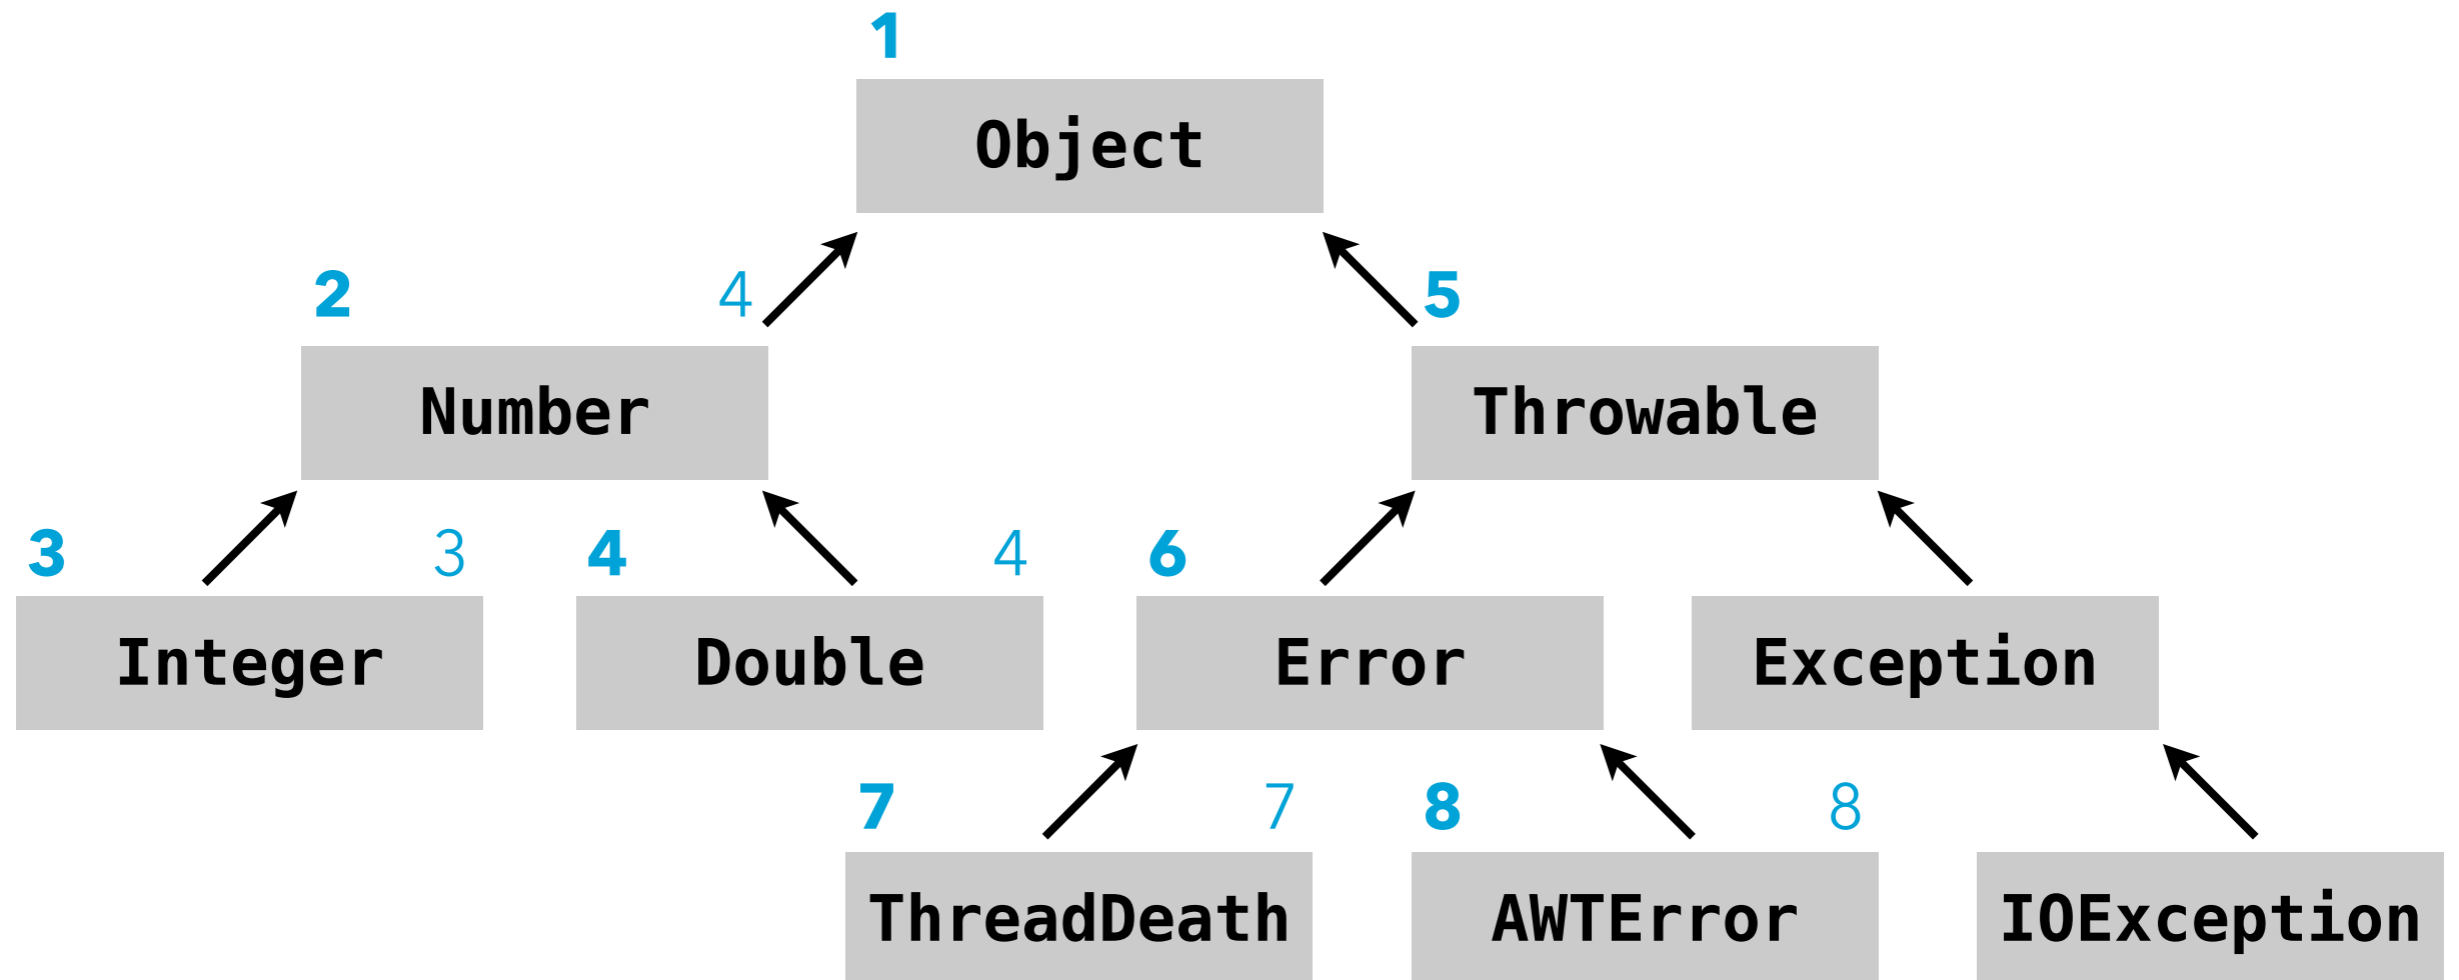 1
Object
2 4 5
Number Throwable
3 3 4 4 6
Integer Double Error Exception
7 7 8 8
ThreadDeath AWTError IOException